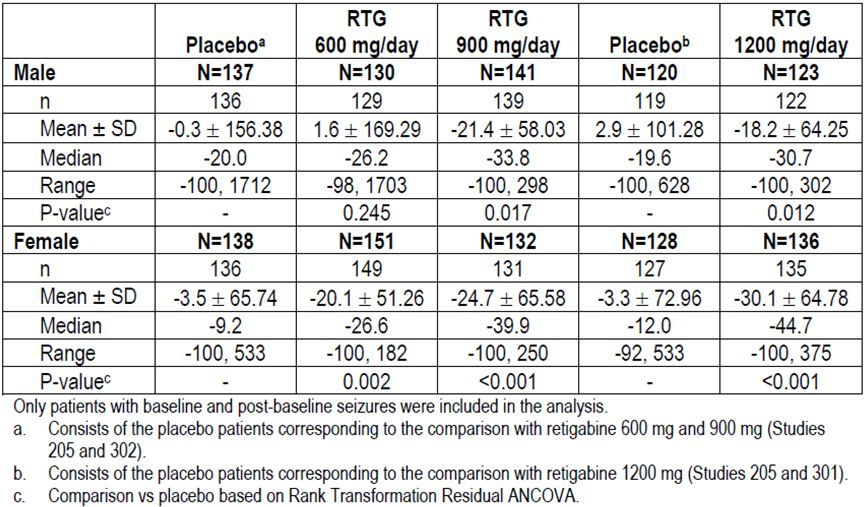 Placeboa RTG 600 mg/day RTG 900 mg/day Placebob RTG 1200 mg/day
Male N=137 N=130 N=141 N=120 N=123
n 136 129 139 119 122
Mean ± SD -0.3 ± 156.38 1.6 ± 169.29 -21.4 ± 58.03 2.9 ± 101.28 -18.2 ± 64.25
Median -20.0 -26.2 -33.8 -19.6 -30.7
Range -100, 1712 -98, 1703 -100, 298 -100, 628 -100, 302
P-valuec - 0.245 0.017 - 0.012
Female N=138 N=151 N=132 N=128 N=136
n 136 149 131 127 135
Mean ± SD -3.5 ± 65.74 -20.1 ± 51.26 -24.7 ± 65.58 -3.3 ± 72.96 -30.1 ± 64.78
Median -9.2 -26.6 -39.9 -12.0 -44.7
Range -100, 533 -100, 182 -100, 250 -92, 533 -100, 375
P-valuec - 0.002 <0.001 - <0.001
Only patients with baseline and post-baseline seizures were included in the analysis.
a. Consists of the placebo patients corresponding to the comparison with retigabine 600 mg and 900 mg (Studies
205 and 302).
b. Consists of the placebo patients corresponding to the comparison with retigabine 1200 mg (Studies 205 and 301).
c. Comparison vs placebo based on Rank Transformation Residual ANCOVA.